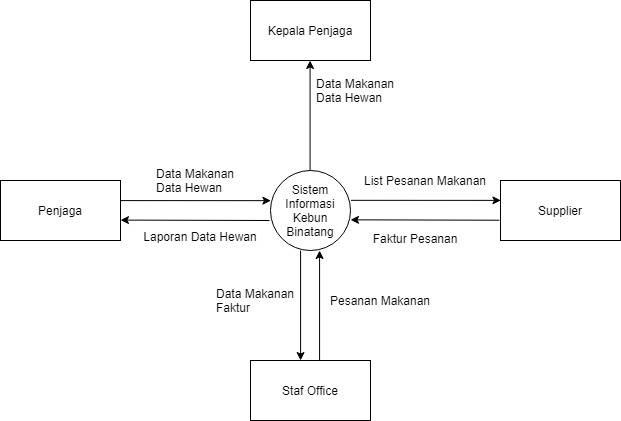 Kepala Penjaga
Data Makanan
Data Hewan
Data Makanan
Data Hewan
Penjaga
Laporan Data Hewan
Sistem
Informasi
Kebun
Binatang
List Pesanan Makanan
Supplier
Faktur Pesanan
Data Makanan
Faktur
Pesanan Makanan
Staf Office